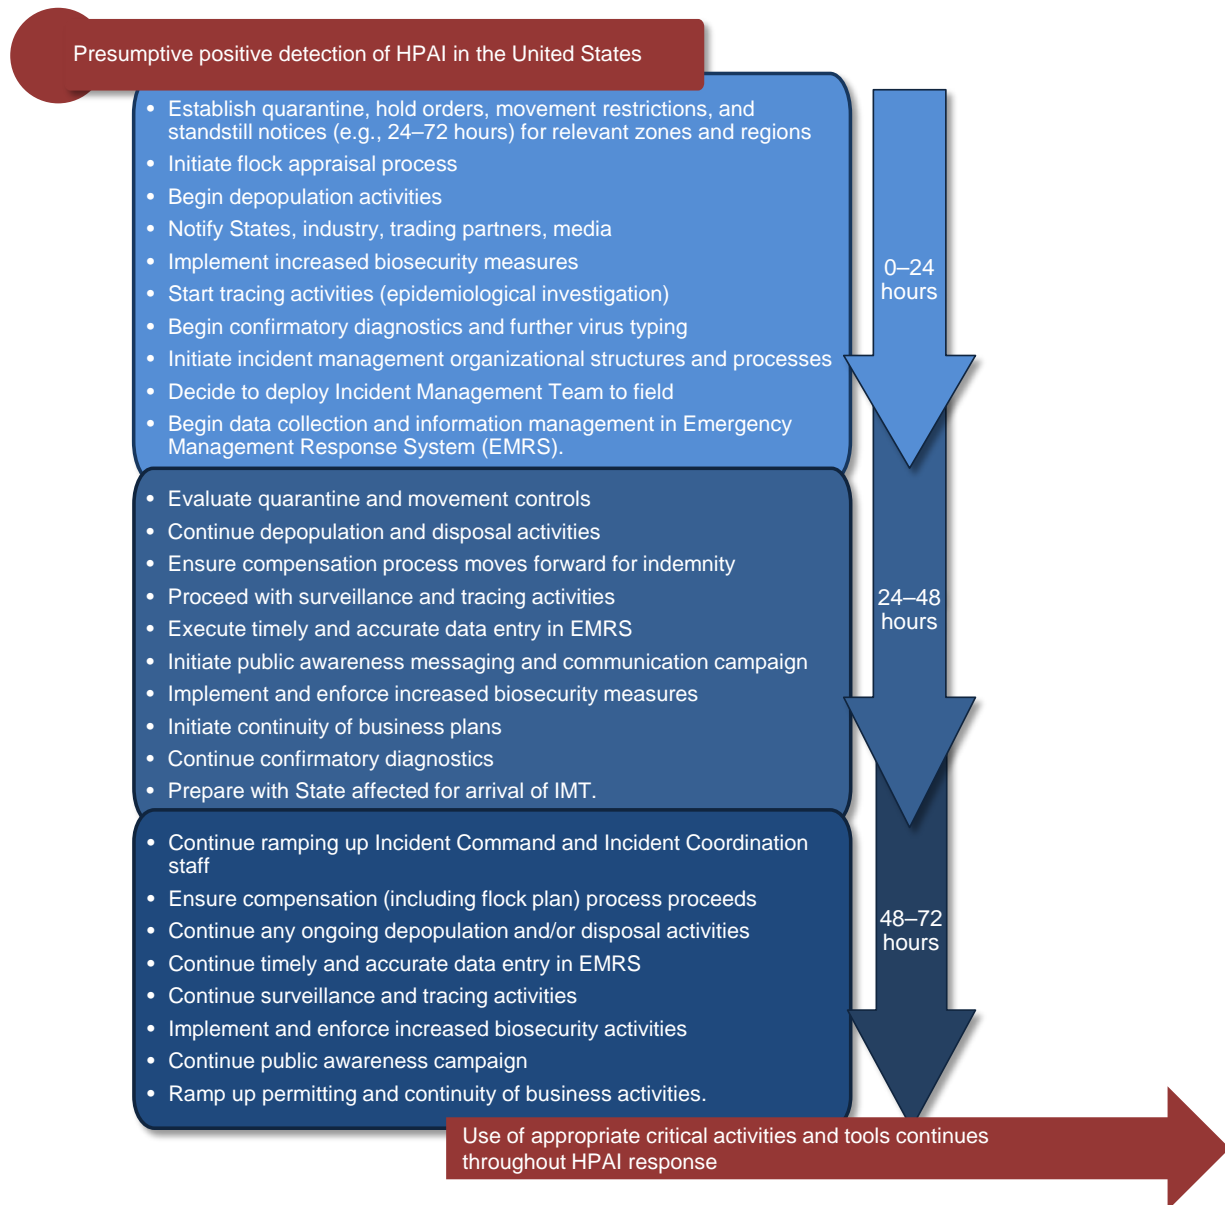 Presumptive positive detection of HPAI in the United States
• Establish quarantine, hold orders, movement restrictions, and
standstill notices (e.g., 24–72 hours) for relevant zones and regions
• Initiate flock appraisal process
• Begin depopulation activities
• Notify States, industry, trading partners, media
• Implement increased biosecurity measures
• Start tracing activities (epidemiological investigation)
• Begin confirmatory diagnostics and further virus typing
• Initiate incident management organizational structures and processes
• Decide to deploy Incident Management Team to field
• Begin data collection and information management in Emergency
Management Response System (EMRS).
0–24
hours
• Evaluate quarantine and movement controls
• Continue depopulation and disposal activities
• Ensure compensation process moves forward for indemnity
• Proceed with surveillance and tracing activities
• Execute timely and accurate data entry in EMRS
• Initiate public awareness messaging and communication campaign
• Implement and enforce increased biosecurity measures
• Initiate continuity of business plans
• Continue confirmatory diagnostics
• Prepare with State affected for arrival of IMT.
24–48
hours
• Continue ramping up Incident Command and Incident Coordination
staff
• Ensure compensation (including flock plan) process proceeds
• Continue any ongoing depopulation and/or disposal activities
• Continue timely and accurate data entry in EMRS
• Continue surveillance and tracing activities
• Implement and enforce increased biosecurity activities
• Continue public awareness campaign
• Ramp up permitting and continuity of business activities.
48–72
hours
Use of appropriate critical activities and tools continues
throughout HPAI response